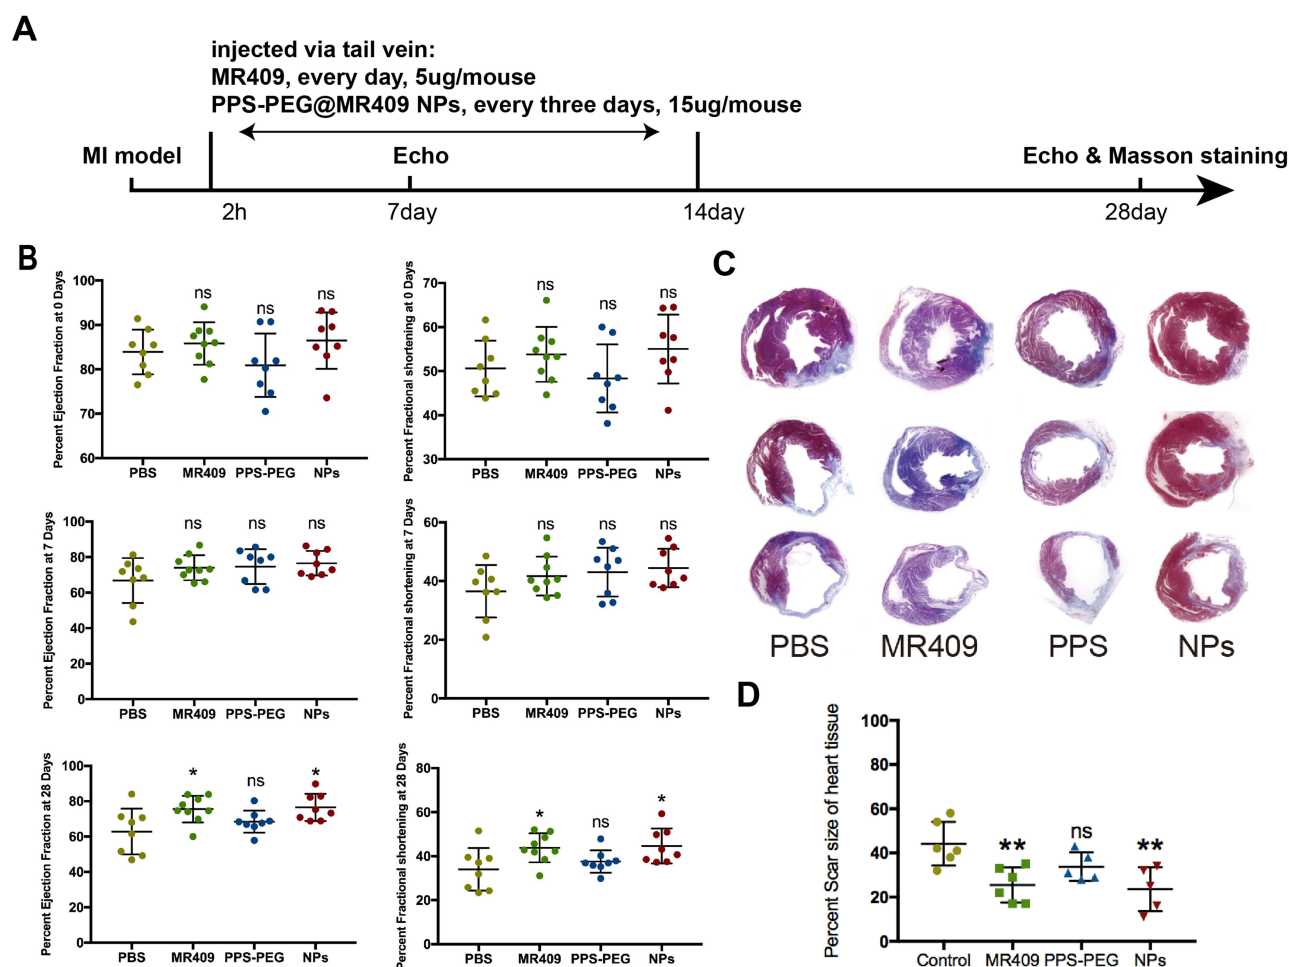 A
injected via tail vein:
MR409, every day, 5ug/mouse
PPS-PEG@MR409 NPs, every three days, 15ug/mouse
MI model
Echo
Echo & Masson staining
2h
7day
14day
28day
B
Percent Ejection Fraction at 0 Days
100
90
80
70
60
ns
ns
ns
PBS
MR409
PPS-PEG
NPs
Percent Fractional shortening at 0 Days
70
60
50
40
30
ns
ns
ns
PBS
MR409
PPS-PEG
NPs
Percent Ejection Fraction at 7 Days
100
80
60
40
20
0
ns
ns
ns
PBS
MR409
PPS-PEG
NPs
Percent Fractional shortening at 7 Days
60
40
20
0
ns
ns
ns
PBS
MR409
PPS-PEG
NPs
Percent Ejection Fraction at 28 Days
100
80
60
40
20
0
*
ns
*
PBS
MR409
PPS-PEG
NPs
Percent Fractional shortening at 28 Days
80
60
40
20
0
*
ns
*
PBS
MR409
PPS-PEG
NPs
C
PBS
MR409
PPS
NPs
D
Percent Scar size of heart tissue
100
80
60
40
20
0
**
ns
**
Control
MR409
PPS-PEG
NPs